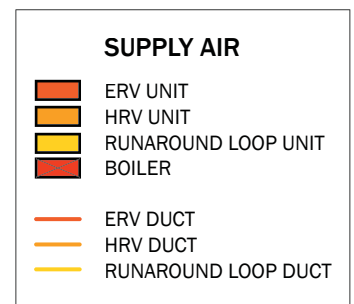 SUPPLY AIR
ERV UNIT
HRV UNIT
RUNAROUND LOOP UNIT
BOILER
ERV DUCT
HRV DUCT
RUNAROUND LOOP DUCT